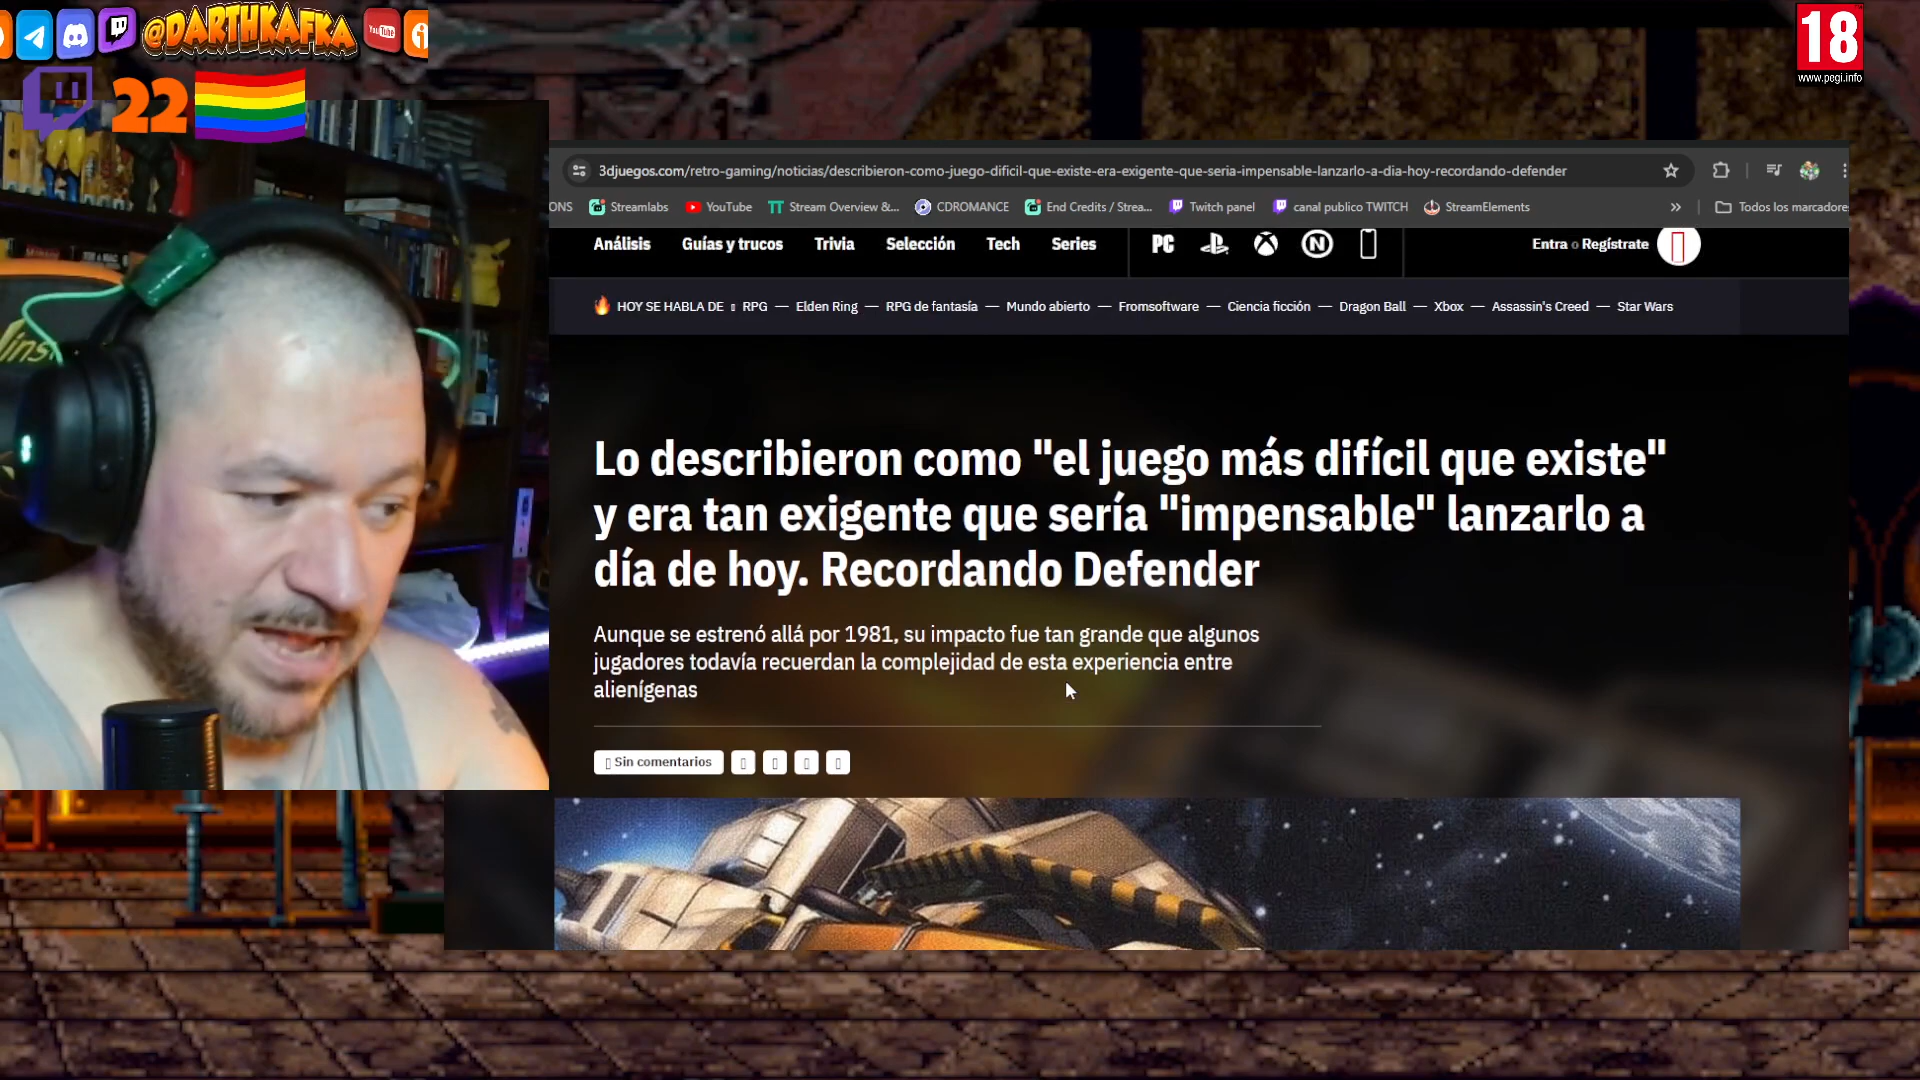 @DARTHKAFKA
YouTube
22
18
www.pegi.info
3djuegos.com/retro-gaming/noticias/describieron-como-juego-dificil-que-existe-era-exigente-que-seria-impensable-lanzarlo-a-dia-hoy-recordando-defender
ONS Streamlabs YouTube Stream Overview &... CDROMANCE End Credits / Strea... Twitch panel canal publico TWITCH StreamElements » Todos los marcadore
Análisis Guías y trucos Trivia Selección Tech Series PC N Entra o Regístrate
HOY SE HABLA DE RPG — Elden Ring — RPG de fantasía — Mundo abierto — Fromsoftware — Ciencia ficción — Dragon Ball — Xbox — Assassin's Creed — Star Wars
Lo describieron como "el juego más difícil que existe"
y era tan exigente que sería "impensable" lanzarlo a
día de hoy. Recordando Defender
Aunque se estrenó allá por 1981, su impacto fue tan grande que algunos
jugadores todavía recuerdan la complejidad de esta experiencia entre
alienígenas
Sin comentarios